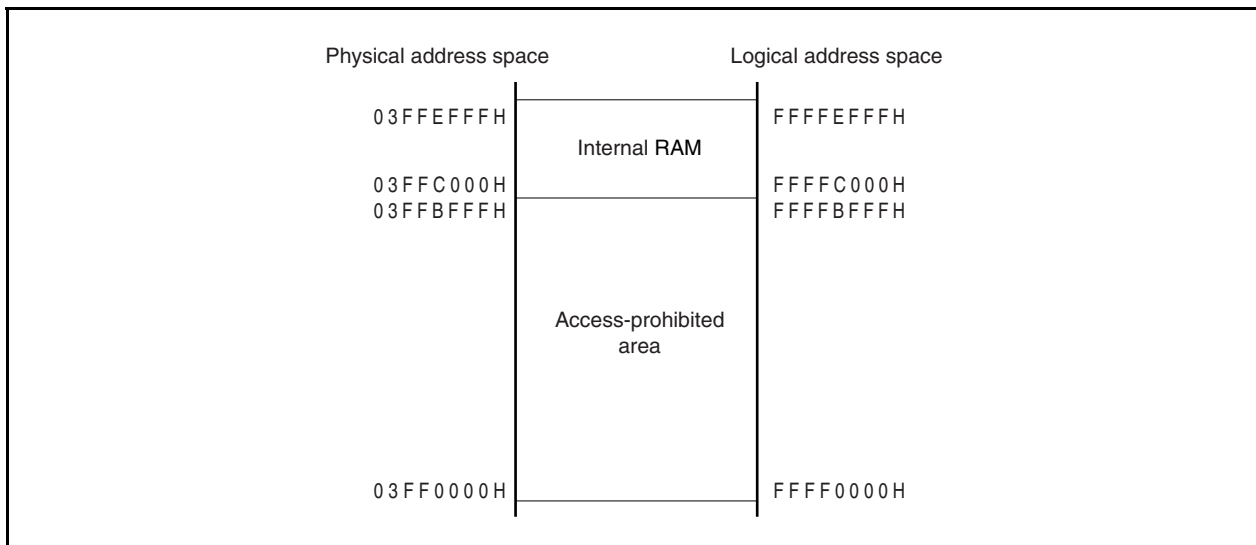 Physical address space Logical address space
03FFEFFFH FFFFEFFFH
Internal RAM
03FFC000H FFFFC000H
03FFBFFFH FFFFBFFFH
Access-prohibited
area
03FF0000H FFFF0000H